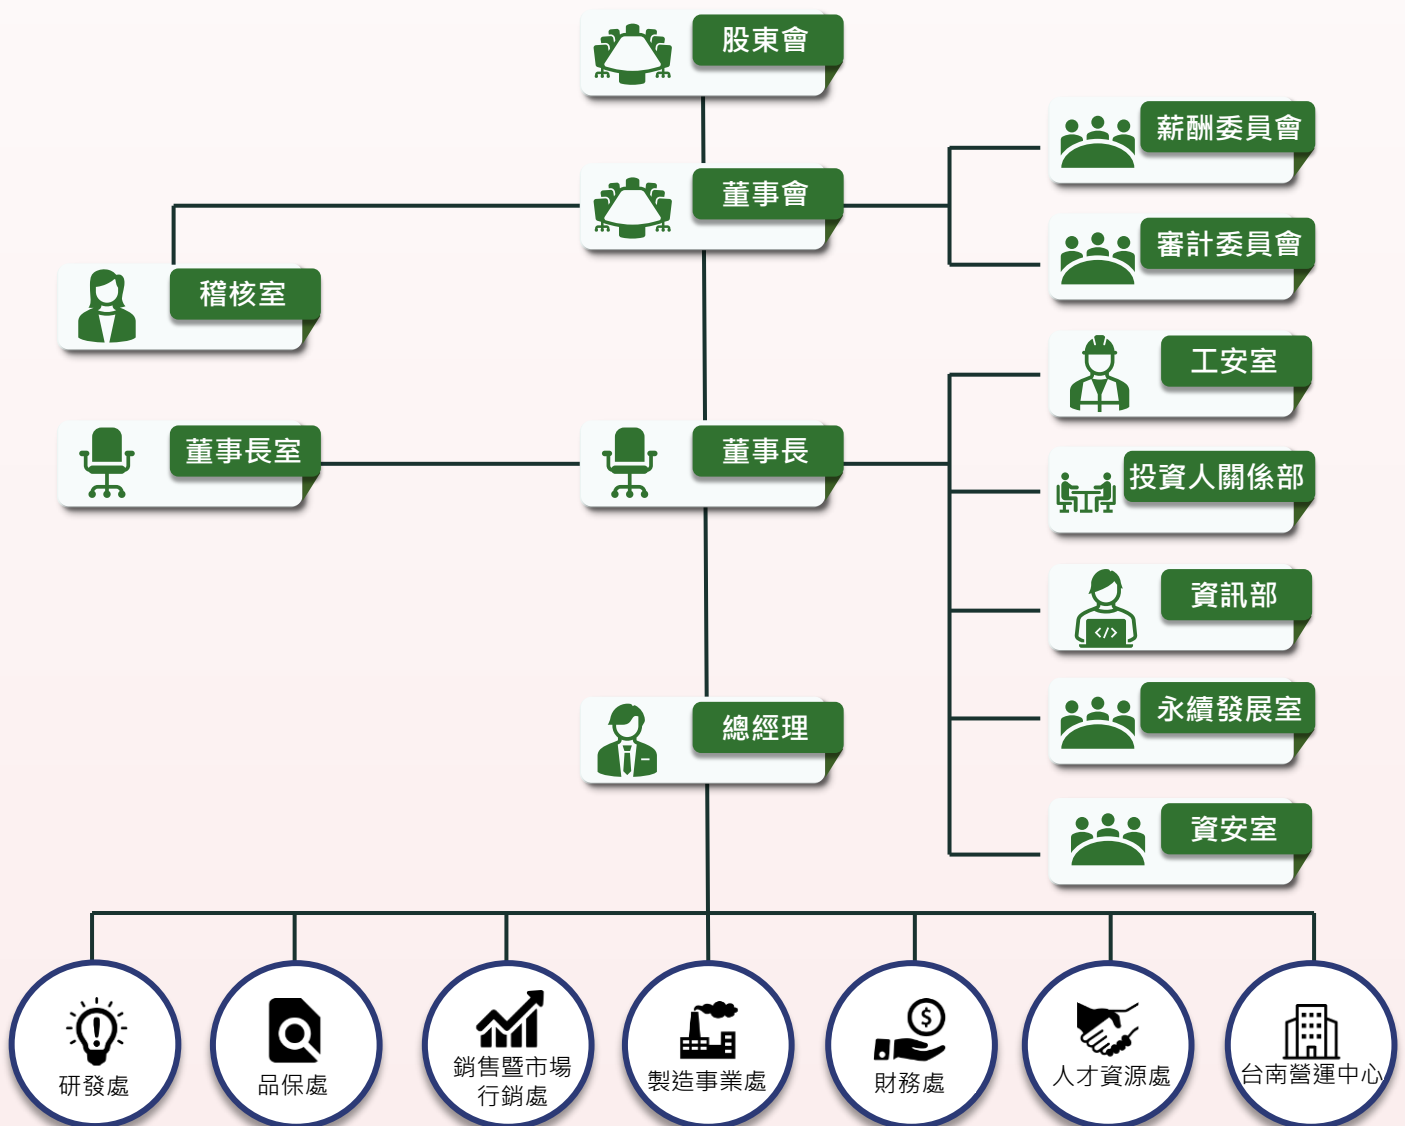 股東會
薪酬委員會
董事會
審計委員會
稽核室
工安室
董事長室
董事長
投資人關係部
資訊部
永續發展室
總經理
資安室
研發處
品保處
銷售暨市場
行銷處
製造事業處
財務處
人才資源處
台南營運中心